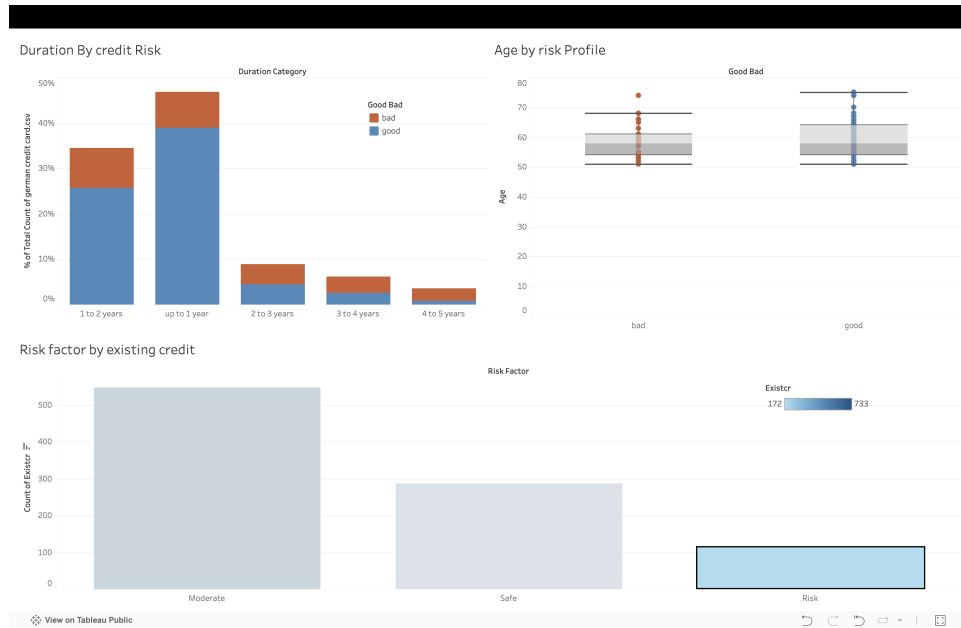 Duration By credit Risk
Duration Category
% of Total Count of german credit card.csv
50%
40%
30%
20%
10%
0%
Good Bad
bad
good
1 to 2 years
up to 1 year
2 to 3 years
3 to 4 years
4 to 5 years
Age by risk Profile
Good Bad
Age
80
70
60
50
40
30
20
10
0
bad
good
Risk factor by existing credit
Risk Factor
Count of Existcr
500
400
300
200
100
0
Existcr
172 733
Moderate
Safe
Risk
View on Tableau Public